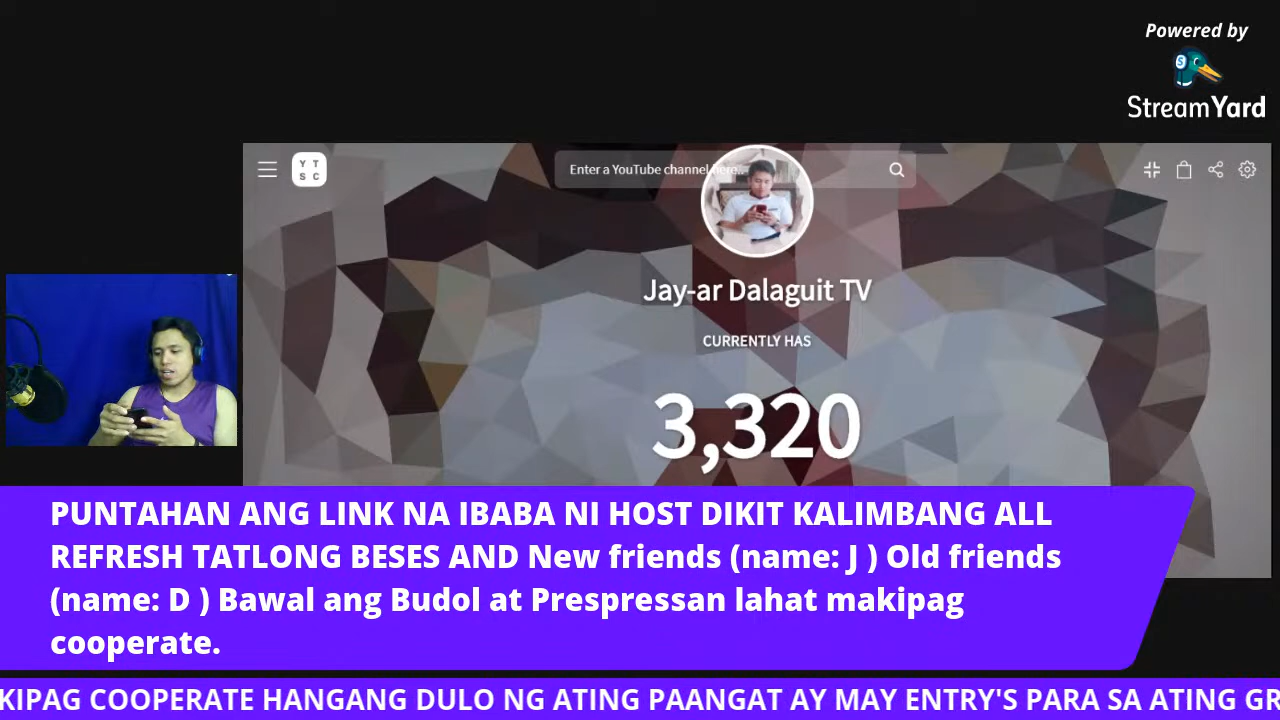 Powered by
StreamYard
Y T
S C
Enter a YouTube channel here...
Jay-ar Dalaguit TV
CURRENTLY HAS
3,320
PUNTAHAN ANG LINK NA IBABA NI HOST DIKIT KALIMBANG ALL
REFRESH TATLONG BESES AND New friends (name: J ) Old friends
(name: D ) Bawal ang Budol at Prespressan lahat makipag
cooperate.
KIPAG COOPERATE HANGANG DULO NG ATING PAANGAT AY MAY ENTRY'S PARA SA ATING GR